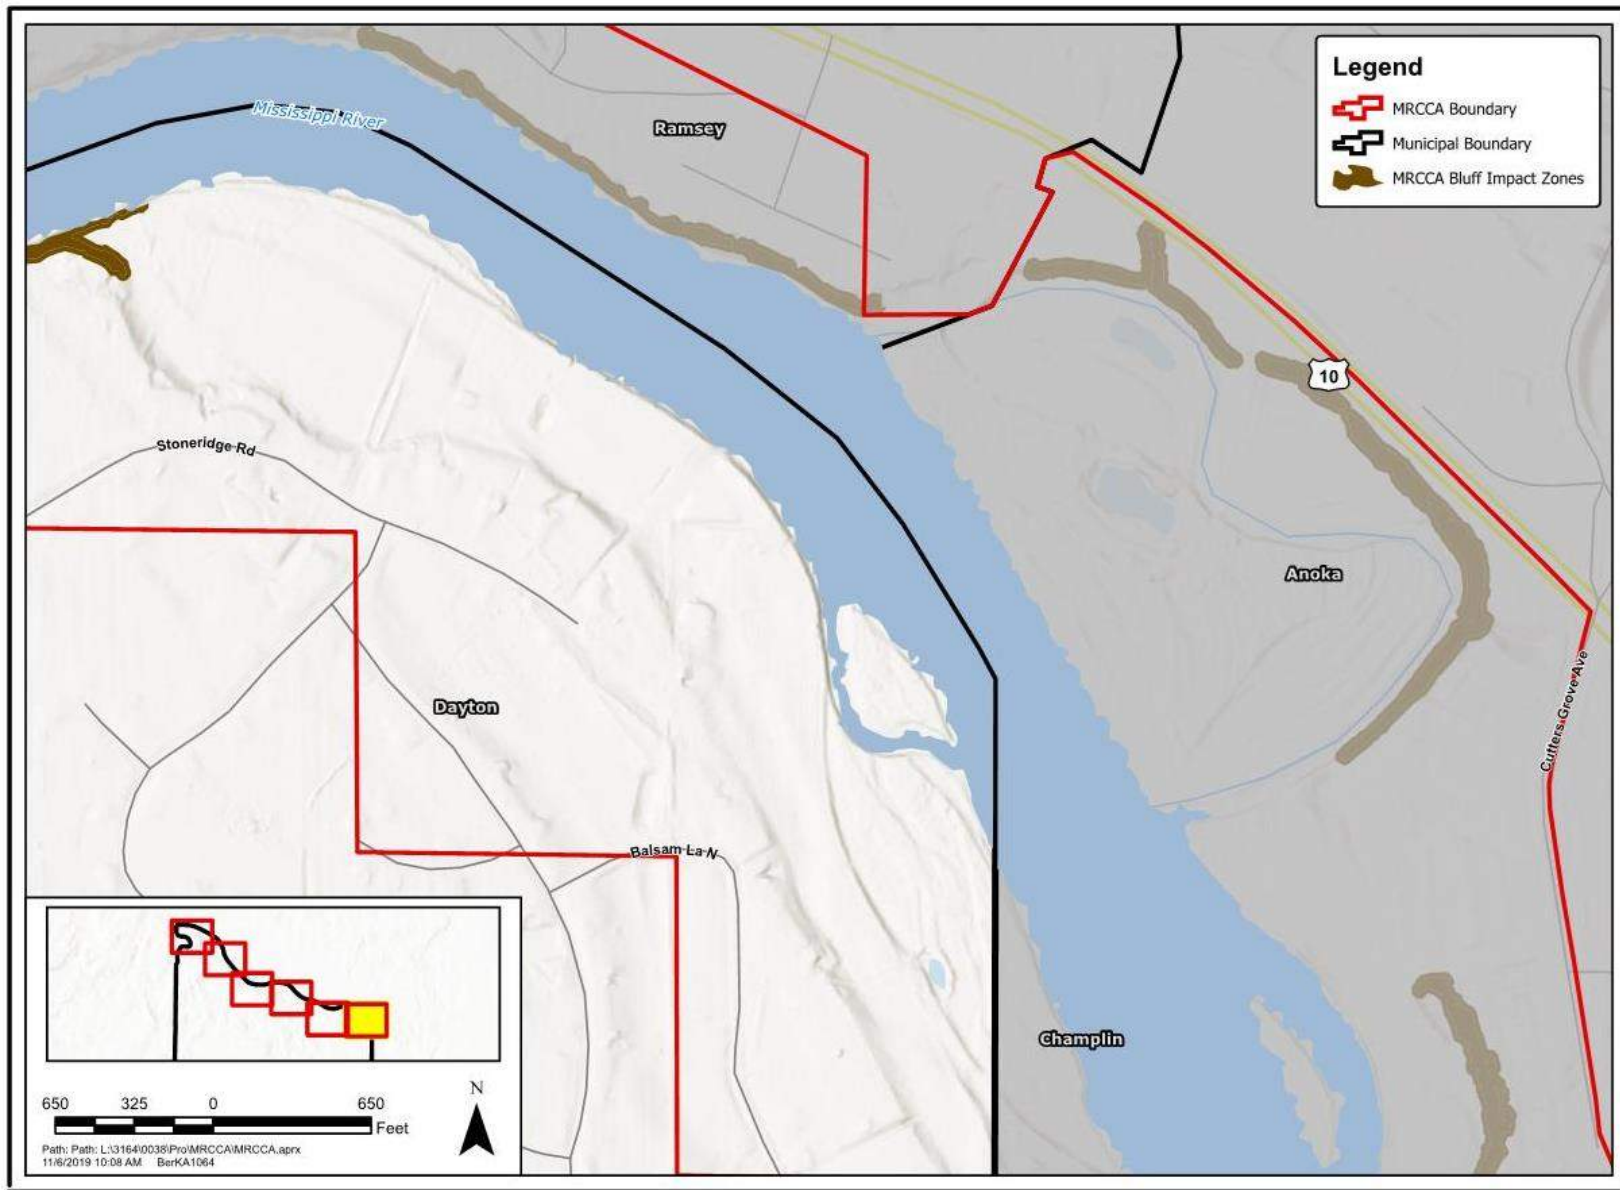 Legend
MRCCA Boundary
Municipal Boundary
MRCCA Bluff Impact Zones
Mississippi River
Ramsey
10
Stoneridge Rd
Anoka
Dayton
Cutters Grove Ave
Balsam La N
Champlin
N
650 325 0 650
Feet
Path: Path: L:\3164\0038\Pro\MRCCA\MRCCA.aprx
11/6/2019 10:08 AM BerKA1064